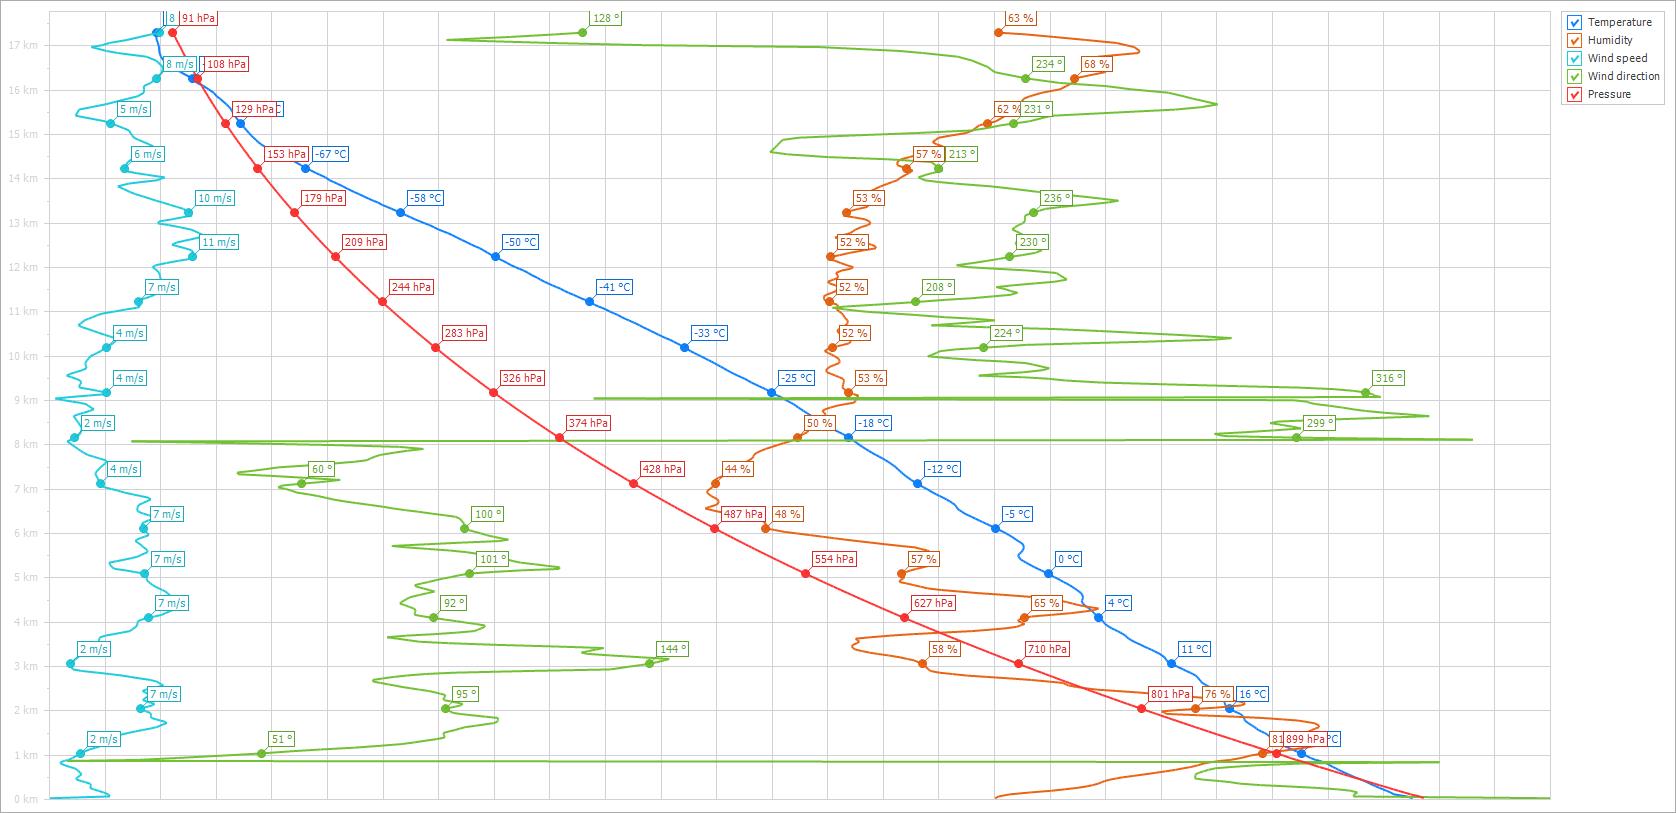 8
91 hPa
128 °
63 %
17 km
8 m/s
108 hPa
234 °
68 %
16 km
5 m/s
129 hPa
C
62 %
231 °
15 km
6 m/s
153 hPa
-67 °C
57 %
213 °
14 km
10 m/s
179 hPa
-58 °C
53 %
236 °
13 km
11 m/s
209 hPa
-50 °C
52 %
230 °
12 km
7 m/s
244 hPa
-41 °C
52 %
208 °
11 km
4 m/s
283 hPa
-33 °C
52 %
224 °
10 km
4 m/s
326 hPa
-25 °C
53 %
316 °
9 km
2 m/s
374 hPa
50 %
-18 °C
299 °
8 km
4 m/s
60 °
428 hPa
44 %
-12 °C
7 km
7 m/s
100 °
487 hPa
48 %
-5 °C
6 km
7 m/s
101 °
554 hPa
57 %
0 °C
5 km
7 m/s
92 °
627 hPa
65 %
4 °C
4 km
2 m/s
144 °
58 %
710 hPa
11 °C
3 km
7 m/s
95 °
801 hPa
76 %
16 °C
2 km
2 m/s
51 °
81
899 hPa
°C
1 km
0 km
Temperature
Humidity
Wind speed
Wind direction
Pressure